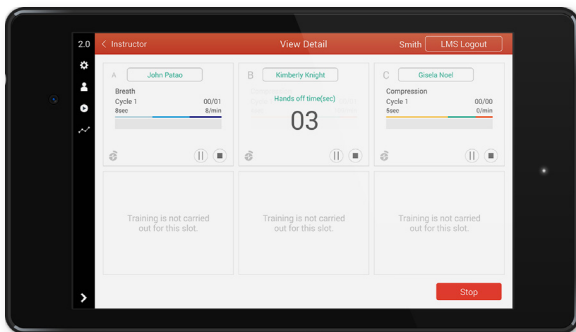 2.0
< Instructor
View Detail
Smith
LMS Logout
A
John Patao
Breath
Cycle 1
00/01
8sec
8/min
B
Kimberly Knight
Hands off time(sec)
03
C
Gisela Noel
Compression
Cycle 1
00/00
5sec
0/min
Training is not carried
out for this slot.
Training is not carried
out for this slot.
Training is not carried
out for this slot.
Stop